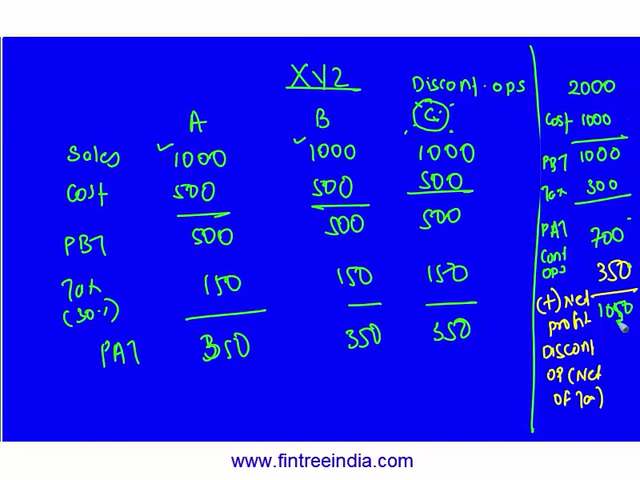 XYZ
Discont. ops
A B C
Sales 1000 1000 1000
Cost 500 500 500
PBT 500 500 500
Tax 150 150 150
(30%)
PAT 350 350 350
2000
Cost 1000
PBT 1000
Tax 300
PAT 700
Cont
ops
350
(+) Net 1050
profit
Discont
op (Net
of Tax)
www.fintreeindia.com